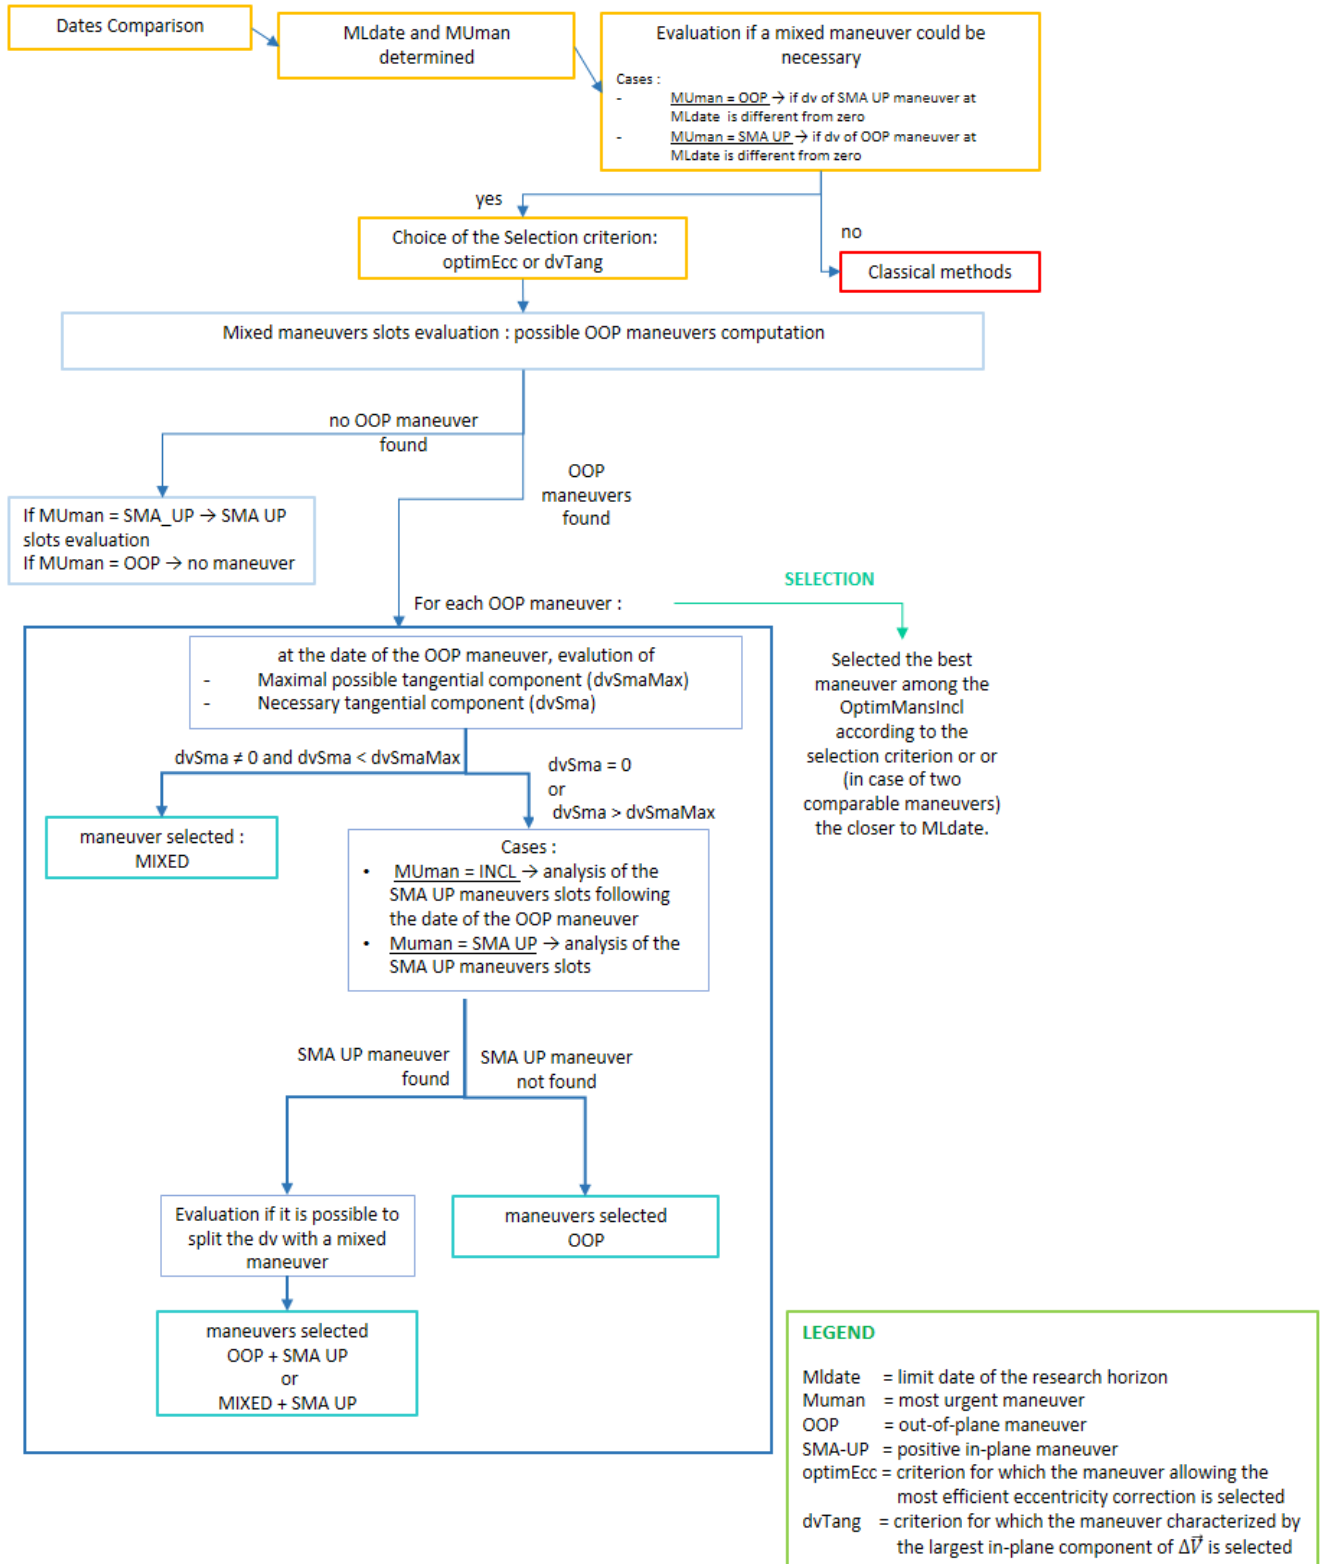 Dates Comparison
MLdate and MUman
determined
Evaluation if a mixed maneuver could be
necessary
Cases :
- MUman = OOP → if dv of SMA UP maneuver at
MLdate is different from zero
- MUman = SMA UP → if dv of OOP maneuver at
MLdate is different from zero
yes
no
Choice of the Selection criterion:
optimEcc or dvTang
Classical methods
Mixed maneuvers slots evaluation : possible OOP maneuvers computation
no OOP maneuver
found
OOP
maneuvers
found
If MUman = SMA_UP → SMA UP
slots evaluation
If MUman = OOP → no maneuver
SELECTION
For each OOP maneuver :
Selected the best
maneuver among the
OptimMansIncl
according to the
selection criterion or or
(in case of two
comparable maneuvers)
the closer to MLdate.
at the date of the OOP maneuver, evalution of
- Maximal possible tangential component (dvSmaMax)
- Necessary tangential component (dvSma)
dvSma ≠ 0 and dvSma < dvSmaMax
dvSma = 0
or
dvSma > dvSmaMax
maneuver selected :
MIXED
Cases :
• MUman = INCL → analysis of the
SMA UP maneuvers slots following
the date of the OOP maneuver
• Muman = SMA UP → analysis of the
SMA UP maneuvers slots
SMA UP maneuver
found
SMA UP maneuver
not found
Evaluation if it is possible to
split the dv with a mixed
maneuver
maneuvers selected
OOP
maneuvers selected
OOP + SMA UP
or
MIXED + SMA UP
LEGEND
Mldate = limit date of the research horizon
Muman = most urgent maneuver
OOP = out-of-plane maneuver
SMA-UP = positive in-plane maneuver
optimEcc = criterion for which the maneuver allowing the
most efficient eccentricity correction is selected
dvTang = criterion for which the maneuver characterized by
the largest in-plane component of ΔV⃗ is selected